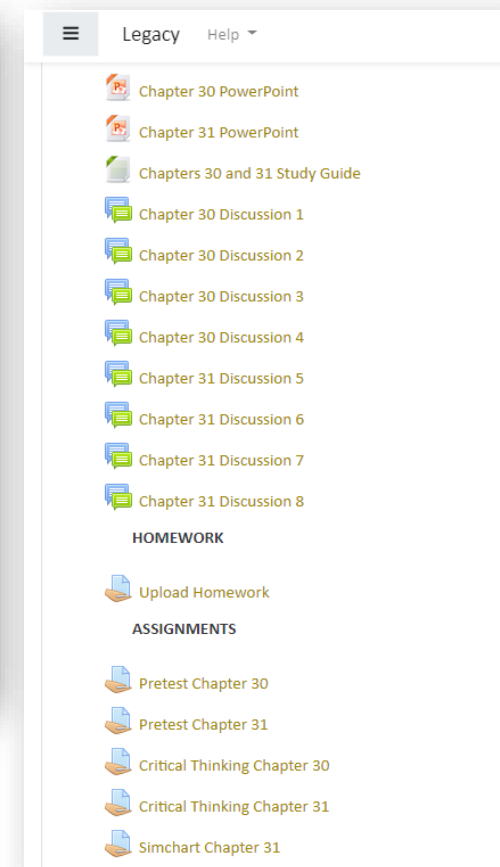 Legacy Help
Chapter 30 PowerPoint
Chapter 31 PowerPoint
Chapters 30 and 31 Study Guide
Chapter 30 Discussion 1
Chapter 30 Discussion 2
Chapter 30 Discussion 3
Chapter 30 Discussion 4
Chapter 31 Discussion 5
Chapter 31 Discussion 6
Chapter 31 Discussion 7
Chapter 31 Discussion 8
HOMEWORK
Upload Homework
ASSIGNMENTS
Pretest Chapter 30
Pretest Chapter 31
Critical Thinking Chapter 30
Critical Thinking Chapter 31
Simchart Chapter 31